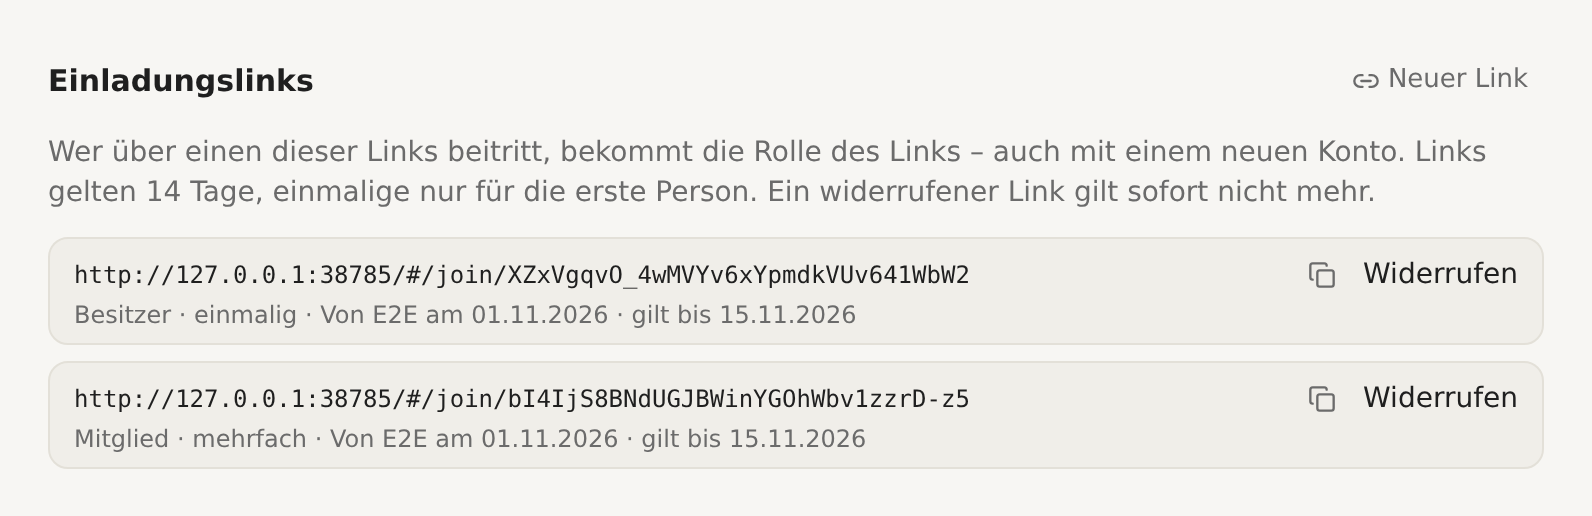 Einladungslinks
Neuer Link
Wer über einen dieser Links beitritt, bekommt die Rolle des Links – auch mit einem neuen Konto. Links
gelten 14 Tage, einmalige nur für die erste Person. Ein widerrufener Link gilt sofort nicht mehr.
http://127.0.0.1:38785/#/join/XZxVgqvO_4wMVYv6xYpmdkVUv641WbW2
Widerrufen
Besitzer · einmalig · Von E2E am 01.11.2026 · gilt bis 15.11.2026
http://127.0.0.1:38785/#/join/bI4IjS8BNdUGJBWinYGOhWbv1zzrD-z5
Widerrufen
Mitglied · mehrfach · Von E2E am 01.11.2026 · gilt bis 15.11.2026